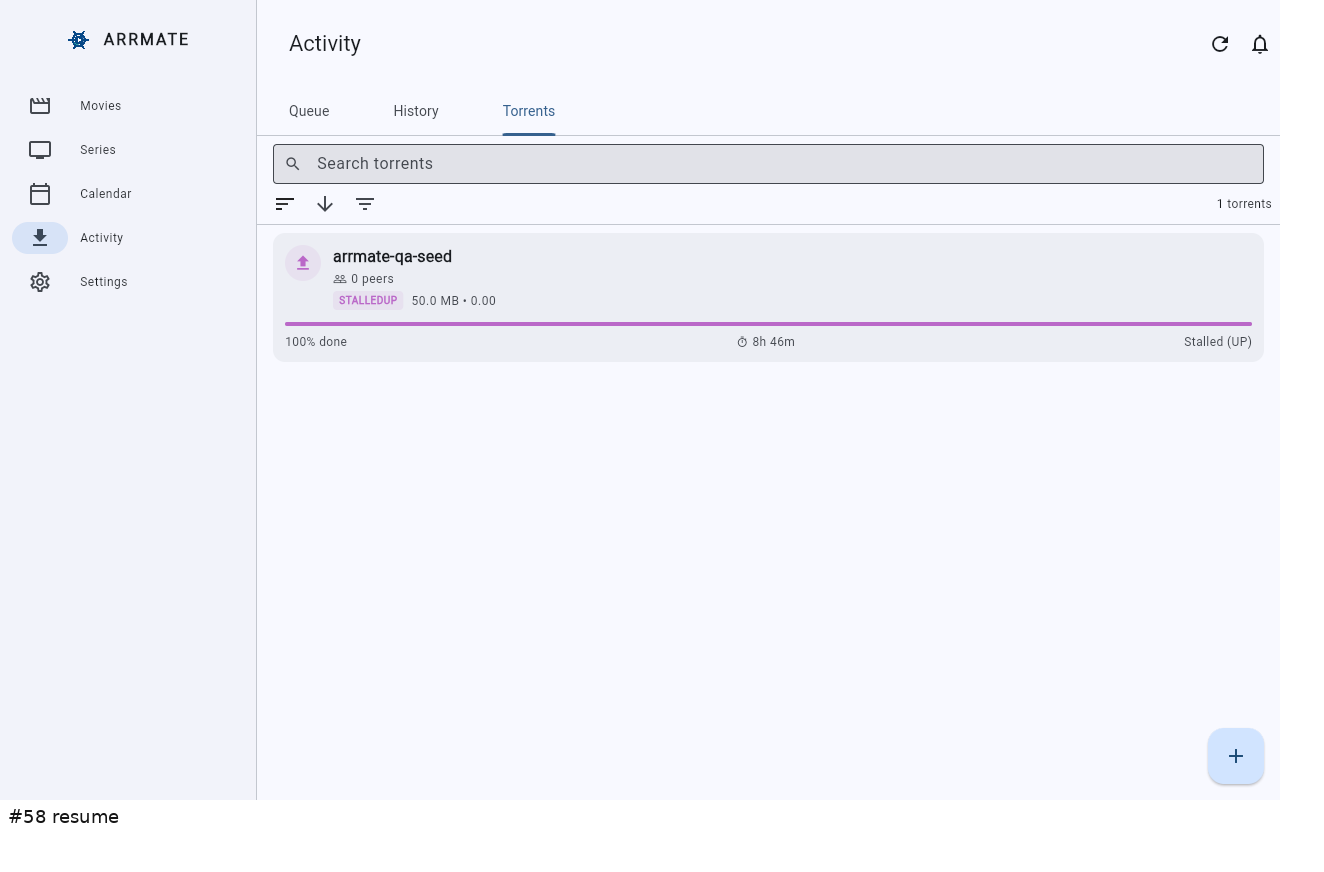 ARRMATE
Movies
Series
Calendar
Activity
Settings
Activity
Queue History Torrents
Search torrents
1 torrents
arrmate-qa-seed
0 peers
STALLEDUP 50.0 MB • 0.00
100% done 8h 46m Stalled (UP)
#58 resume